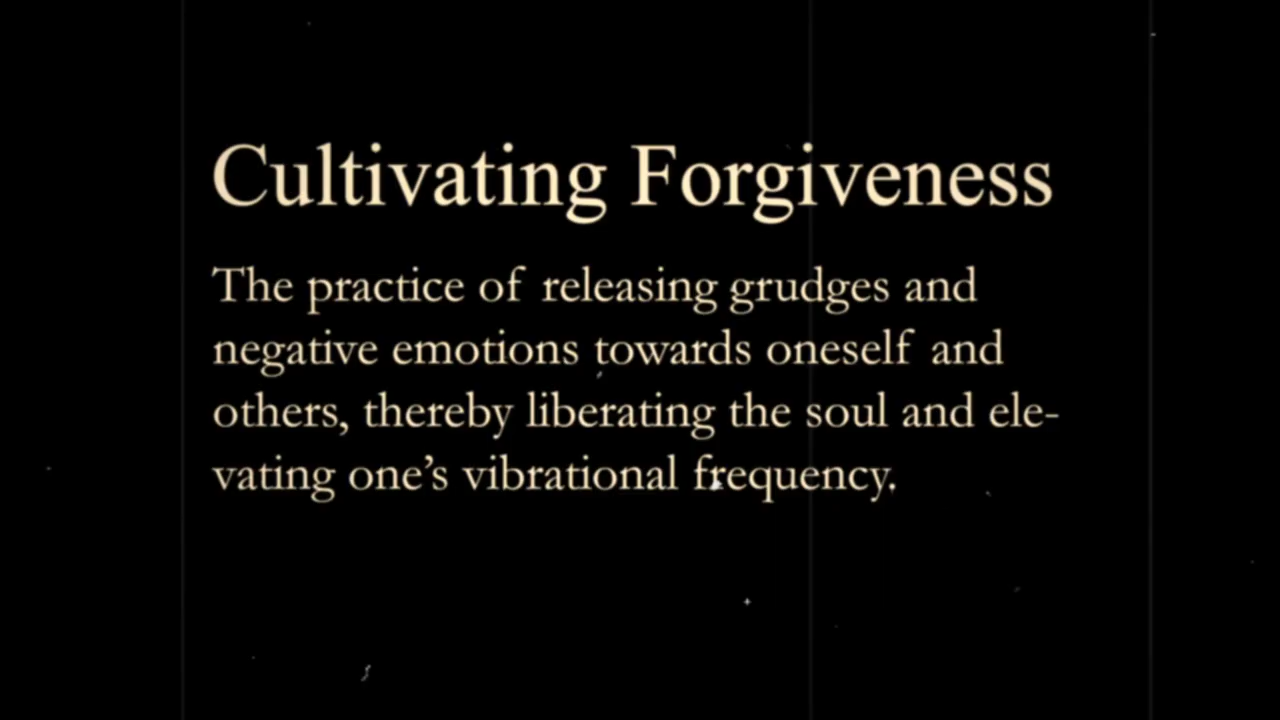 Cultivating Forgiveness
The practice of releasing grudges and
negative emotions towards oneself and
others, thereby liberating the soul and ele-
vating one’s vibrational frequency.